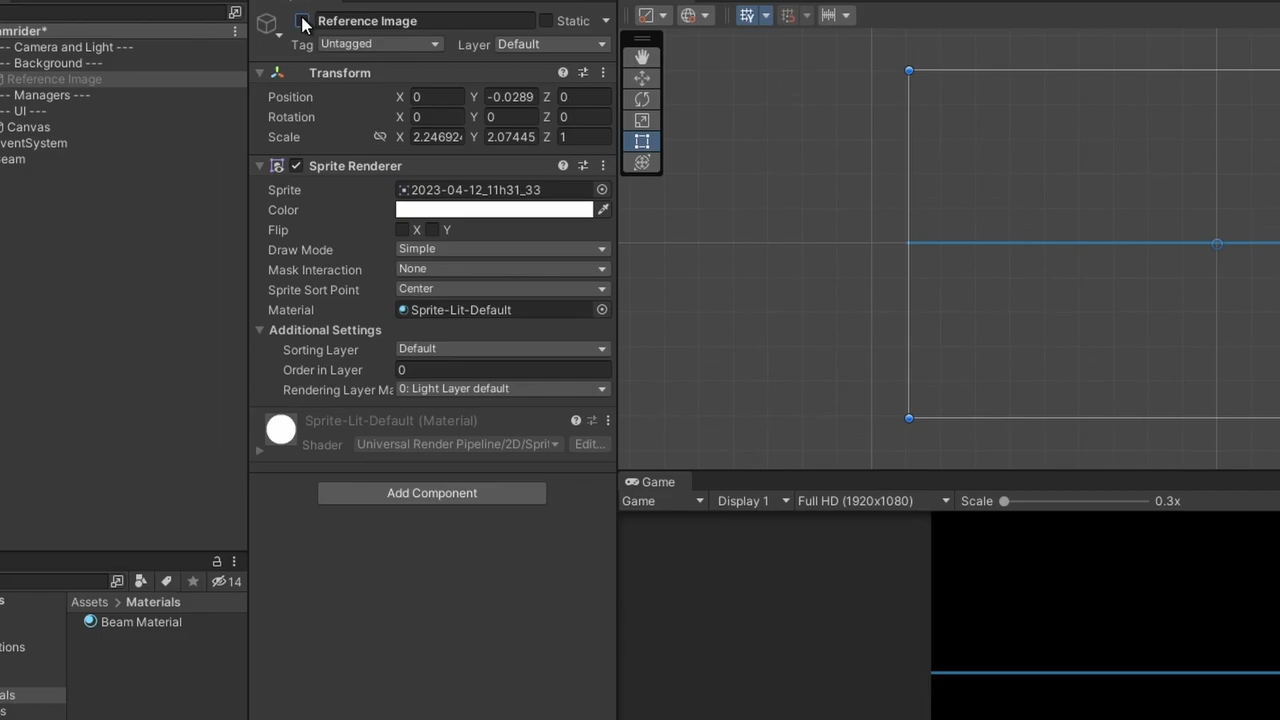 Reference Image
Static
amrider*
Tag Untagged Layer Default
-- Camera and Light ---
-- Background ---
Reference Image
-- Managers ---
-- UI ---
Canvas
ventSystem
eam
Transform
Position X 0 Y -0.0289 Z 0
Rotation X 0 Y 0 Z 0
Scale X 2.24692 Y 2.07445 Z 1
Sprite Renderer
Sprite 2023-04-12_11h31_33
Color
Flip X Y
Draw Mode Simple
Mask Interaction None
Sprite Sort Point Center
Material Sprite-Lit-Default
Additional Settings
Sorting Layer Default
Order in Layer 0
Rendering Layer Ma 0: Light Layer default
Sprite-Lit-Default (Material)
Shader Universal Render Pipeline/2D/Sprit Edit...
Add Component
14
s
Assets > Materials
Beam Material
tions
als
s
Game
Game Display 1 Full HD (1920x1080) Scale 0.3x